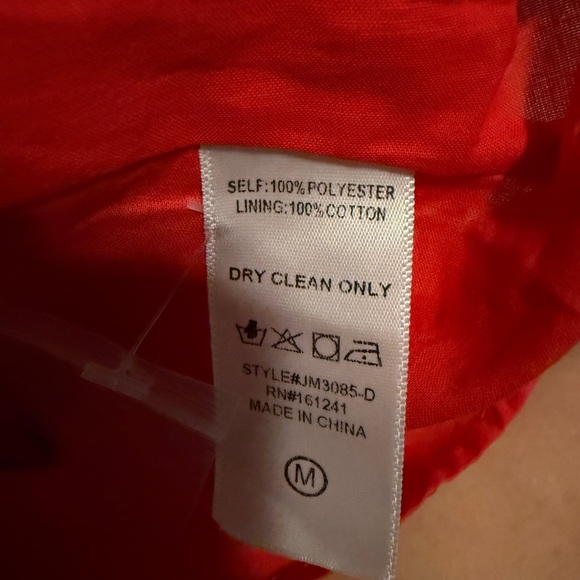 SELF:100%POLYESTER
LINING:100%COTTON
DRY CLEAN ONLY
STYLE#JM3085-D
RN#161241
MADE IN CHINA
M